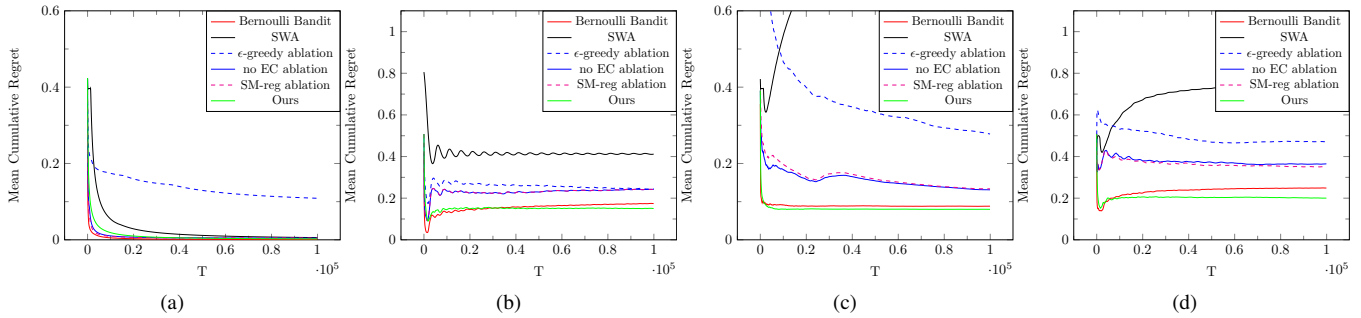 Mean Cumulative Regret
0.6
0.4
0.2
0
0
0.2
0.4
0.6
0.8
1
·10⁵
T
Bernoulli Bandit
SWA
ϵ-greedy ablation
no EC ablation
SM-reg ablation
Ours
(a)
Mean Cumulative Regret
1
0.8
0.6
0.4
0.2
0
0
0.2
0.4
0.6
0.8
1
·10⁵
T
Bernoulli Bandit
SWA
ϵ-greedy ablation
no EC ablation
SM-reg ablation
Ours
(b)
Mean Cumulative Regret
0.6
0.4
0.2
0
0
0.2
0.4
0.6
0.8
1
·10⁵
T
Bernoulli Bandit
SWA
ϵ-greedy ablation
no EC ablation
SM-reg ablation
Ours
(c)
Mean Cumulative Regret
1
0.8
0.6
0.4
0.2
0
0
0.2
0.4
0.6
0.8
1
·10⁵
T
Bernoulli Bandit
SWA
ϵ-greedy ablation
no EC ablation
SM-reg ablation
Ours
(d)